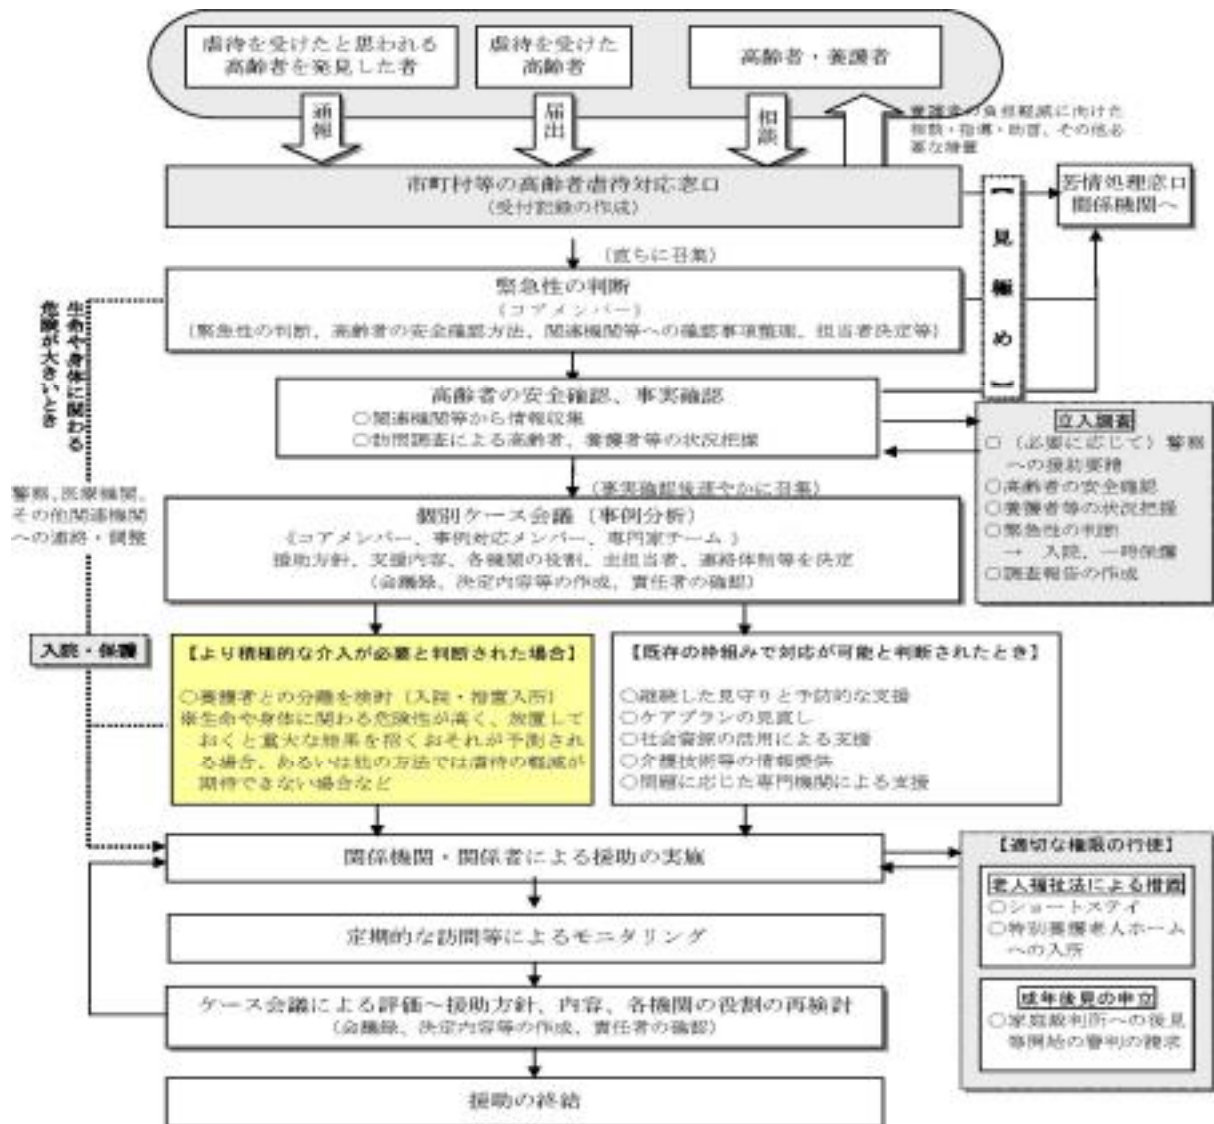 虐待を受けたと思われる
高齢者を発見した者
虐待を受けた
高齢者
高齢者・養護者
通報
届出
相談
養護者の負担軽減に向けた
相談・指導・助言、その他必
要な措置
市町村等の高齢者虐待対応窓口
(受付記録の作成)
【見極め】
苦情処理窓口
関係機関へ
(直ちに召集)
緊急性の判断
《コアメンバー》
(緊急性の判断、高齢者の安全確認方法、関連機関等への確認事項整理、担当者決定等)
生命や身体に関わる
危険が大きいとき
高齢者の安全確認、事実確認
○関連機関等から情報収集
○訪問調査による高齢者、養護者等の状況把握
立入調査
○(必要に応じて)警察
への援助要請
○高齢者の安全確認
○養護者等の状況把握
○緊急性の判断
→ 入院、一時保護
○調査報告の作成
警察、医療機関、
その他関連機関
への連絡・調整
(事実確認後速やかに召集)
個別ケース会議(事例分析)
《コアメンバー、事例対応メンバー、専門家チーム》
援助方針、支援内容、各機関の役割、主担当者、連絡体制等を決定
(会議録、決定内容等の作成、責任者の確認)
入院・保護
【より積極的な介入が必要と判断された場合】
○養護者との分離を検討(入院・措置入所)
※生命や身体に関わる危険性が高く、放置して
おくと重大な結果を招くおそれが予測され
る場合、あるいは他の方法では虐待の軽減が
期待できない場合など
【既存の枠組みで対応が可能と判断されたとき】
○継続した見守りと予防的な支援
○ケアプランの見直し
○社会資源の活用による支援
○介護技術等の情報提供
○問題に応じた専門機関による支援
関係機関・関係者による援助の実施
【適切な権限の行使】
老人福祉法による措置
○ショートステイ
○特別養護老人ホーム
への入所
成年後見の申立
○家庭裁判所への後見
等開始の審判の請求
定期的な訪問等によるモニタリング
ケース会議による評価~援助方針、内容、各機関の役割の再検討
(会議録、決定内容等の作成、責任者の確認)
援助の終結